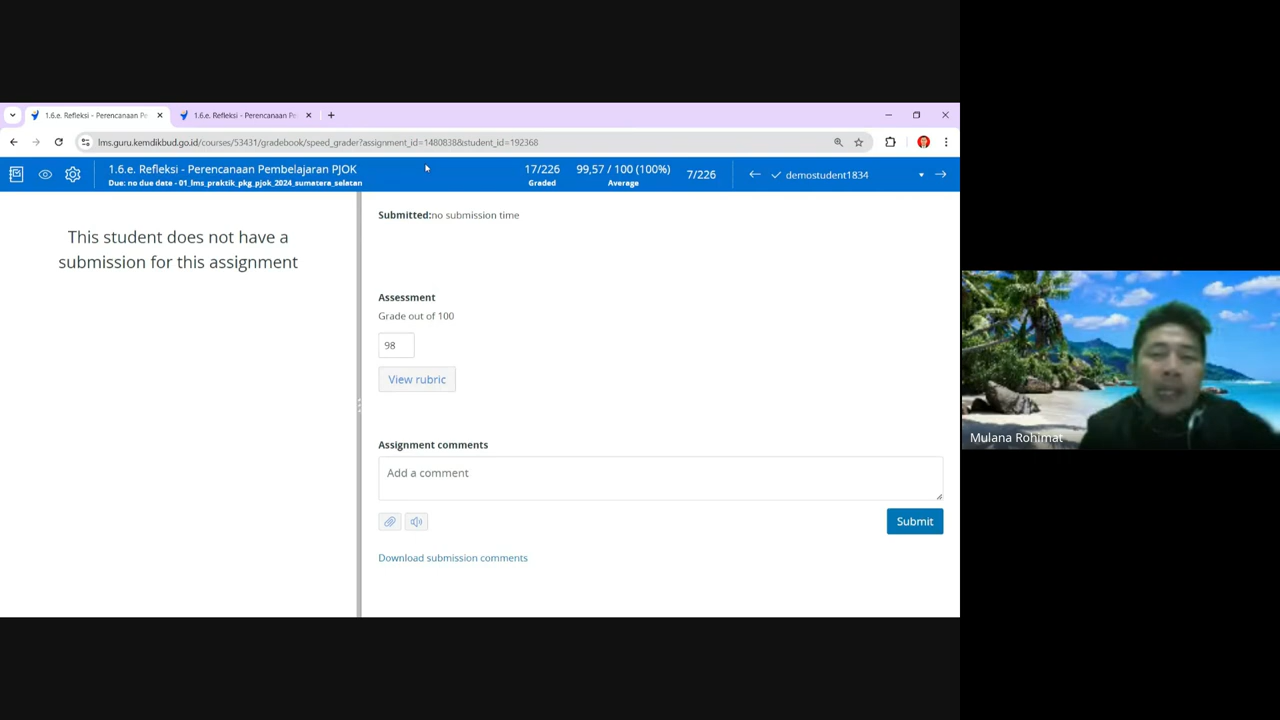 1.6.e. Refleksi - Perencanaan Pe
1.6.e. Refleksi - Perencanaan Pe
lms.guru.kemdikbud.go.id/courses/53431/gradebook/speed_grader?assignment_id=1480838&student_id=192368
1.6.e. Refleksi - Perencanaan Pembelajaran PJOK
Due: no due date - 01_lms_praktik_pkg_pjok_2024_sumatera_selatan
17/226
Graded
99,57 / 100 (100%)
Average
7/226
demostudent1834
This student does not have a
submission for this assignment
Submitted:no submission time
Assessment
Grade out of 100
98
View rubric
Assignment comments
Add a comment
Submit
Download submission comments
Mulana Rohimat